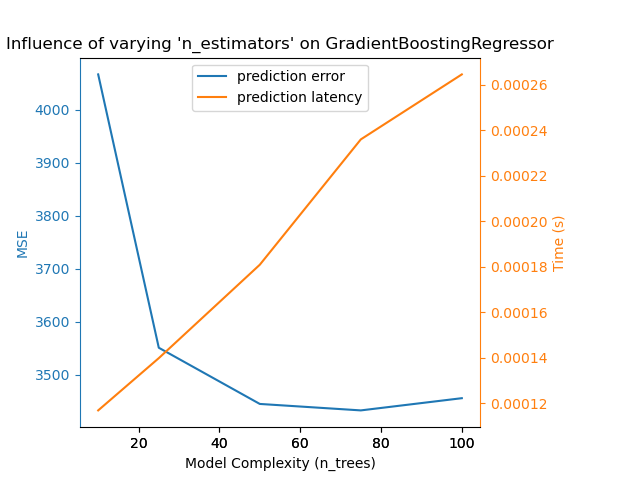 Influence of varying 'n_estimators' on GradientBoostingRegressor
prediction error
prediction latency
4000
3900
3800
3700
3600
3500
MSE
0.00026
0.00024
0.00022
0.00020
0.00018
0.00016
0.00014
0.00012
Time (s)
20 40 60 80 100
Model Complexity (n_trees)